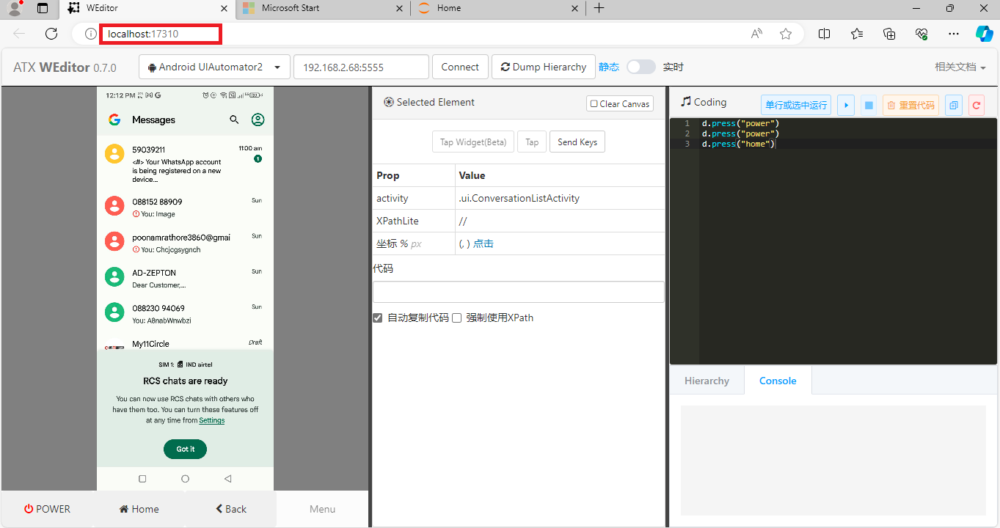 WEditor
Microsoft Start
Home
localhost:17310
ATX WEditor 0.7.0
Android UIAutomator2
192.168.2.68:5555
Connect
Dump Hierarchy
静态
实时
相关文档
12:12 PM
Messages
59039211
11:00 am
<#> Your WhatsApp account
1
is being registered on a new
device...
088152 88909
Sun
You: Image
poonamrathore3860@gmai
Sun
You: Chcjcgsygnch
AD-ZEPTON
Sun
Dear Customer,...
088230 94069
Sun
You: A8nabWnwbzi
My11Circle
Draft
SIM 1: IND airtel
RCS chats are ready
You can now use RCS chats with others who
have them too. You can turn these features off
at any time from Settings
Got it
POWER
Home
Back
Menu
Selected Element
Clear Canvas
Tap Widget(Beta)
Tap
Send Keys
Prop
Value
activity
.ui.ConversationListActivity
XPathLite
//
坐标 % px
(, ) 点击
代码
自动复制代码
强制使用XPath
Coding
单行或选中运行
重置代码
1 d.press("power")
2 d.press("power")
3 d.press("home")
Hierarchy
Console